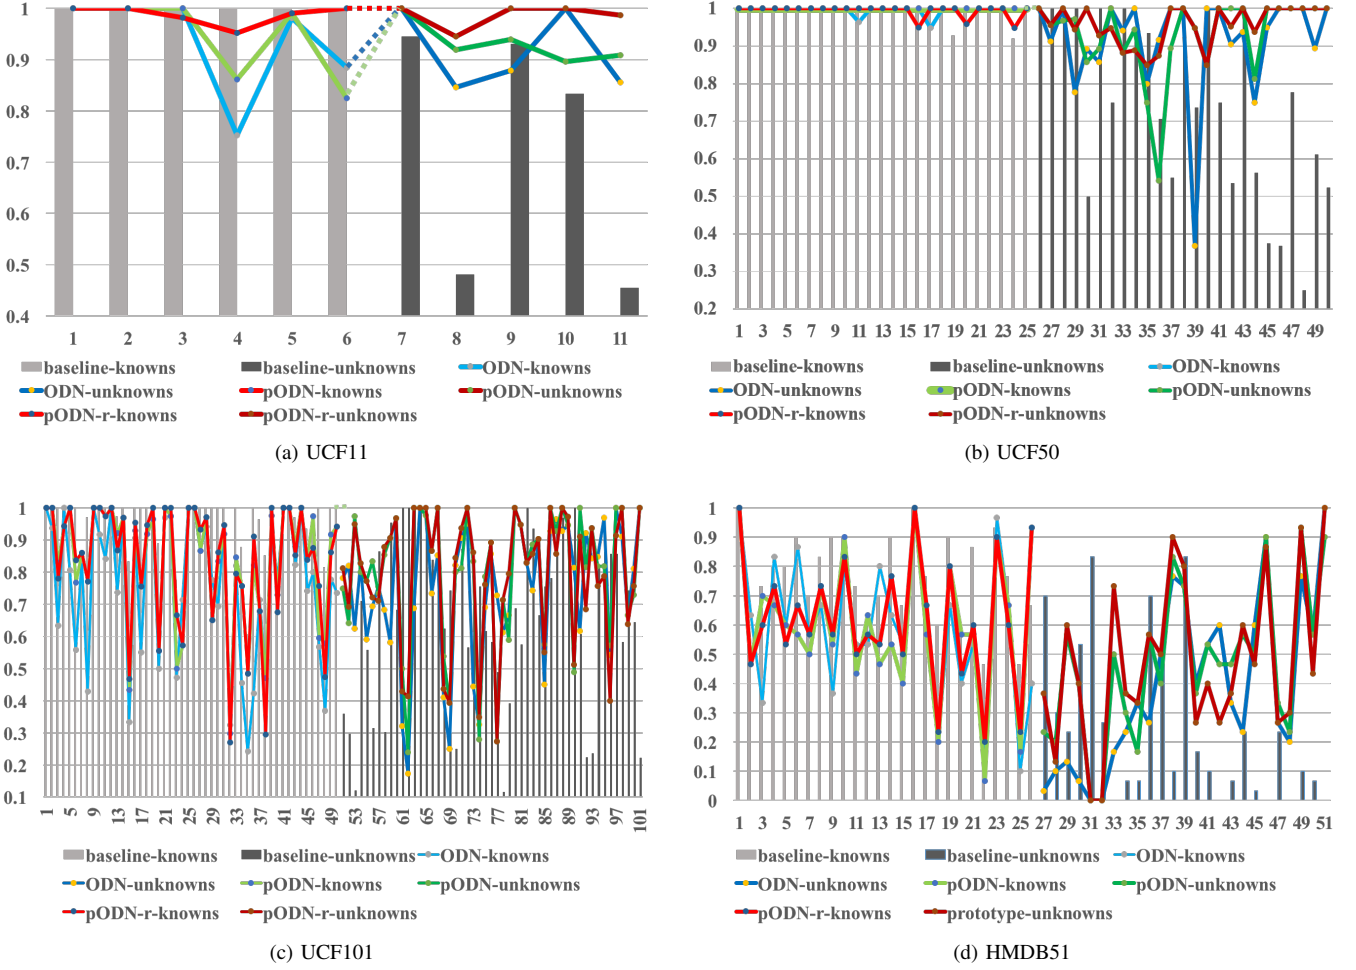 1
0.9
0.8
0.7
0.6
0.5
0.4
1 2 3 4 5 6 7 8 9 10 11
baseline-knowns baseline-unknowns ODN-knowns
ODN-unknowns pODN-knowns pODN-unknowns
pODN-r-knowns pODN-r-unknowns
(a) UCF11
1
0.9
0.8
0.7
0.6
0.5
0.4
0.3
0.2
1 3 5 7 9 11 13 15 17 19 21 23 25 27 29 31 33 35 37 39 41 43 45 47 49
baseline-knowns baseline-unknowns ODN-knowns
ODN-unknowns pODN-knowns pODN-unknowns
pODN-r-knowns pODN-r-unknowns
(b) UCF50
1
0.9
0.8
0.7
0.6
0.5
0.4
0.3
0.2
0.1
1 5 9 13 17 21 25 29 33 37 41 45 49 53 57 61 65 69 73 77 81 85 89 93 97 101
baseline-knowns baseline-unknowns ODN-knowns
ODN-unknowns pODN-knowns pODN-unknowns
pODN-r-knowns pODN-r-unknowns
(c) UCF101
1
0.9
0.8
0.7
0.6
0.5
0.4
0.3
0.2
0.1
0
1 3 5 7 9 11 13 15 17 19 21 23 25 27 29 31 33 35 37 39 41 43 45 47 49 51
baseline-knowns baseline-unknowns ODN-knowns
ODN-unknowns pODN-knowns pODN-unknowns
pODN-r-knowns prototype-unknowns
(d) HMDB51